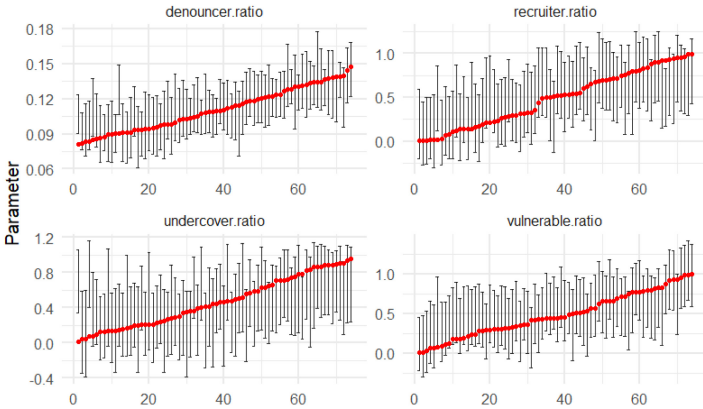 denouncer.ratio
recruiter.ratio
0.18
0.15
0.12
0.09
0.06
1.0
0.5
0.0
0 20 40 60
0 20 40 60
Parameter
undercover.ratio
vulnerable.ratio
1.2
0.8
0.4
0.0
-0.4
1.0
0.5
0.0
0 20 40 60
0 20 40 60